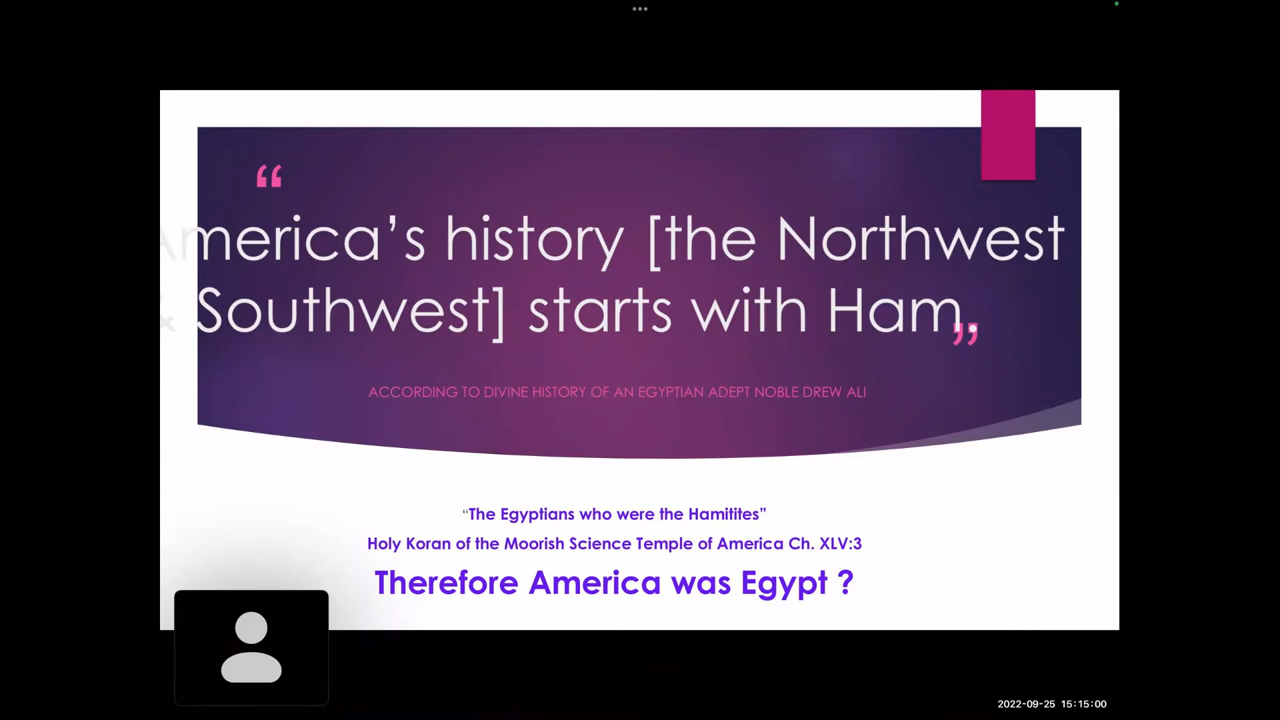 “
America’s history [the Northwest
& Southwest] starts with Ham.
”
ACCORDING TO DIVINE HISTORY OF AN EGYPTIAN ADEPT NOBLE DREW ALI
“The Egyptians who were the Hamitites”
Holy Koran of the Moorish Science Temple of America Ch. XLV:3
Therefore America was Egypt ?
2022-09-25 15:15:00